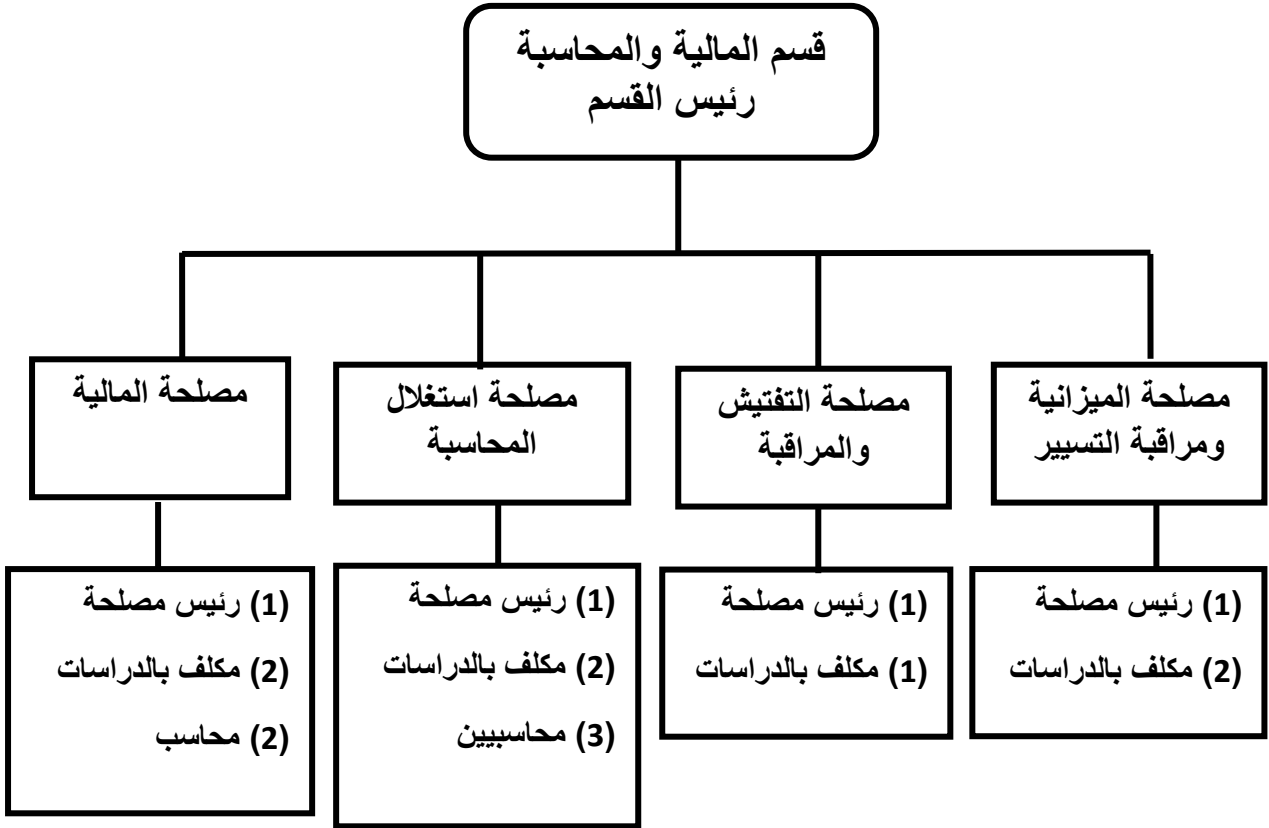 قسم المالية والمحاسبة
رئيس القسم
مصلحة الميزانية
ومراقبة التسيير
مصلحة التفتيش
والمراقبة
مصلحة استغلال
المحاسبة
مصلحة المالية
(1) رئيس مصلحة
(2) مكلف بالدراسات
(1) رئيس مصلحة
(1) مكلف بالدراسات
(1) رئيس مصلحة
(2) مكلف بالدراسات
(3) محاسبيين
(1) رئيس مصلحة
(2) مكلف بالدراسات
(2) محاسب